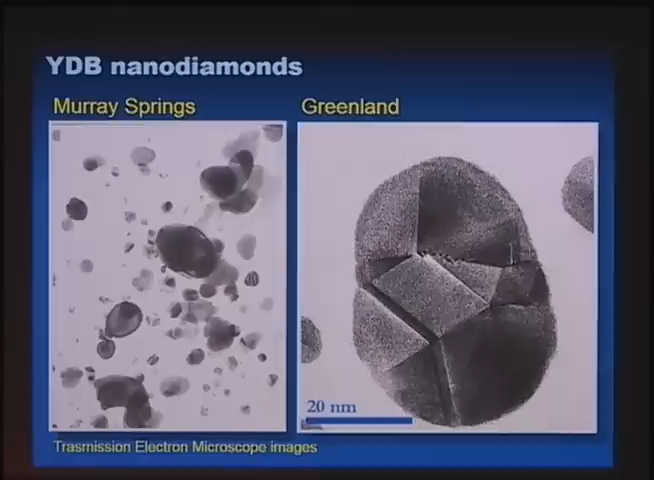 YDB nanodiamonds
Murray Springs
Greenland
20 nm
Trasmission Electron Microscope images